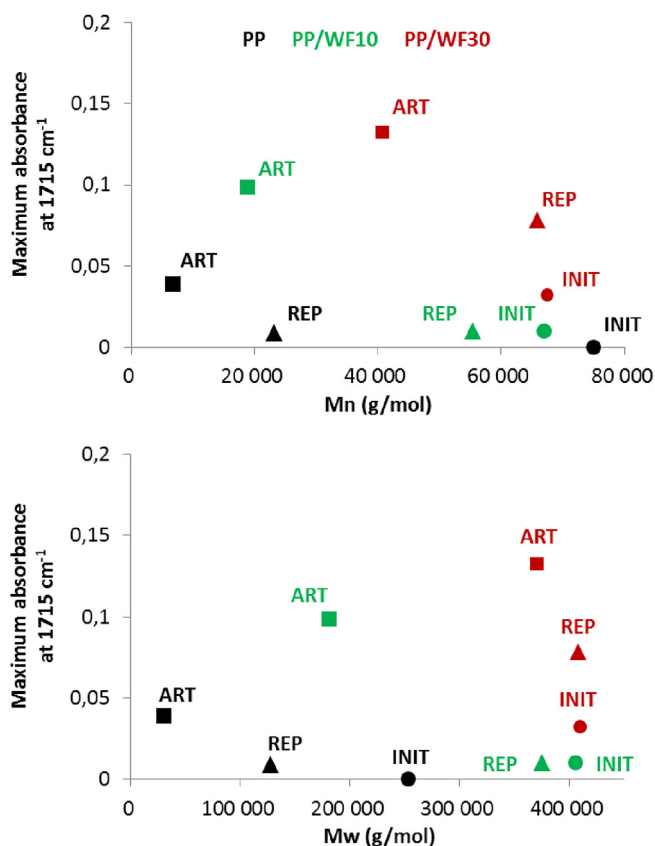 0,2
PP PP/WF10 PP/WF30
0,15
ART
ART
0,1
REP
0,05
ART
INIT
REP
REP
INIT
INIT
0
0 20 000 40 000 60 000 80 000
Mn (g/mol)
Maximum absorbance
at 1715 cm-1
0,2
0,15
ART
ART
0,1
REP
0,05
ART
INIT
REP
INIT
REP
INIT
0
0 100 000 200 000 300 000 400 000
Mw (g/mol)
Maximum absorbance
at 1715 cm-1